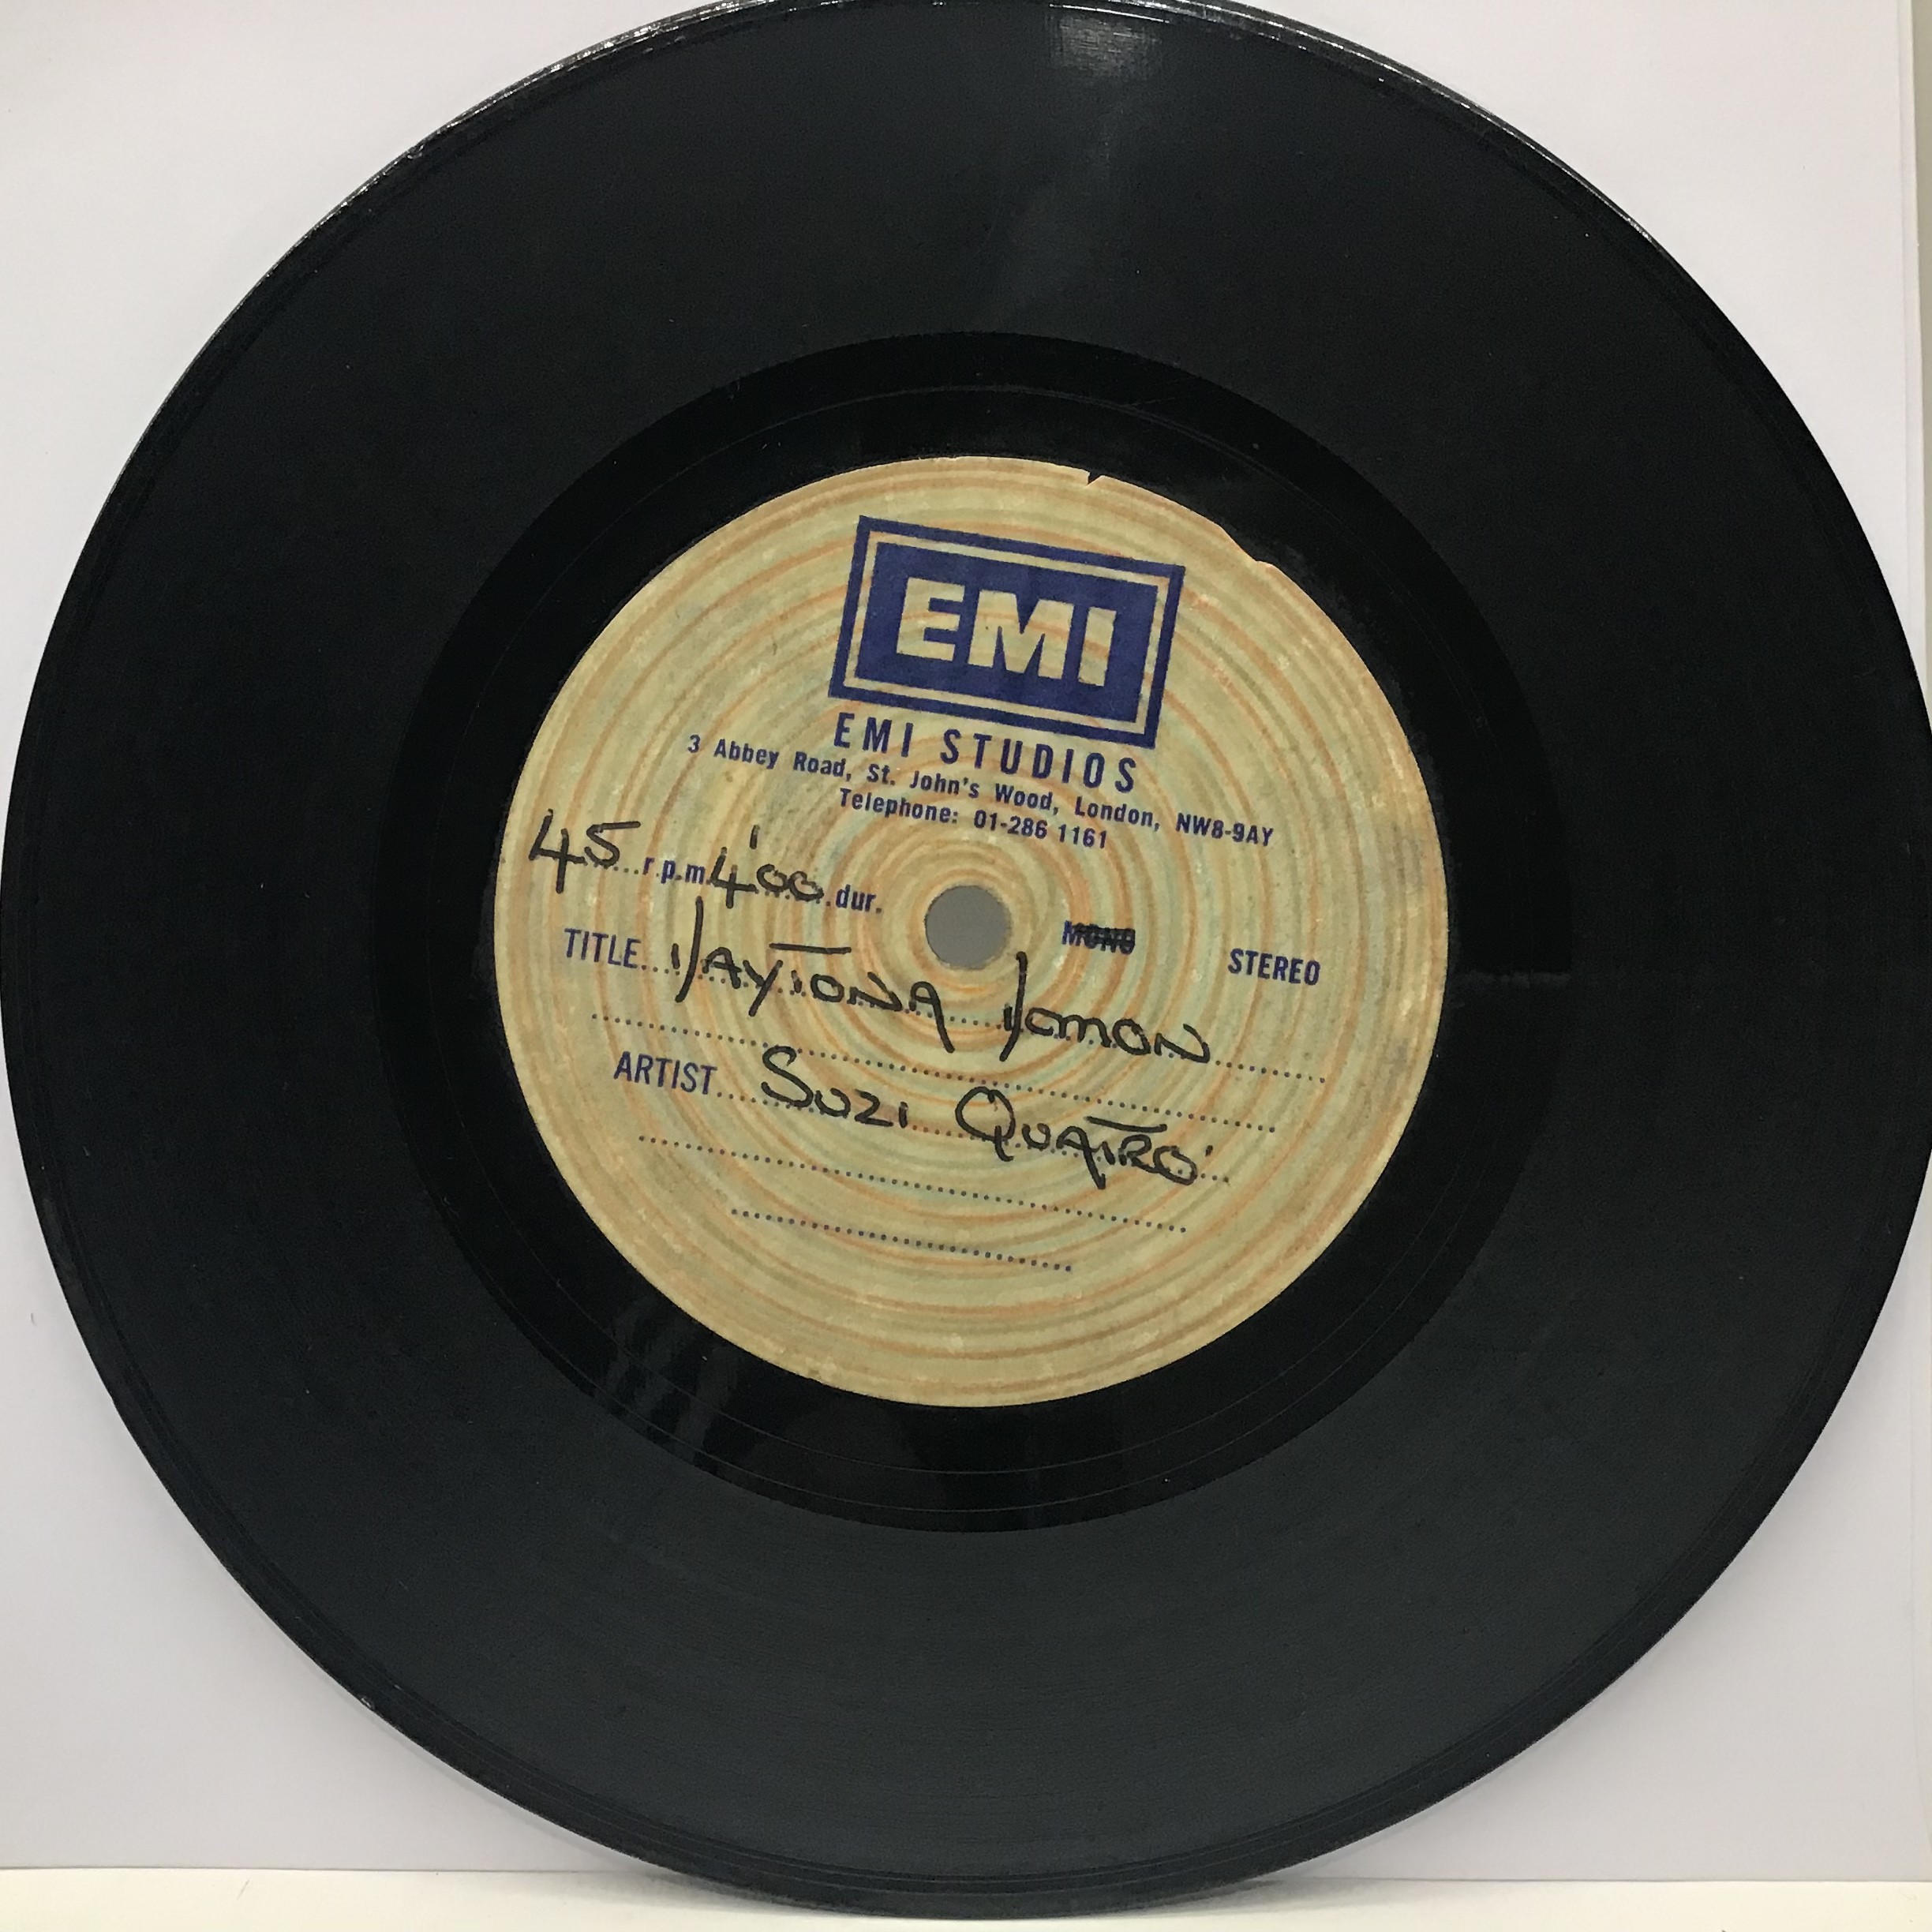 EMI
EMI STUDIOS
3 Abbey Road, St. John's Wood, London, NW8-9AY
Telephone: 01-286 1161
45 r.p.m. 4'00 dur. MONO STEREO
TITLE DAYTONA DEMON
ARTIST SUZI QUATRO